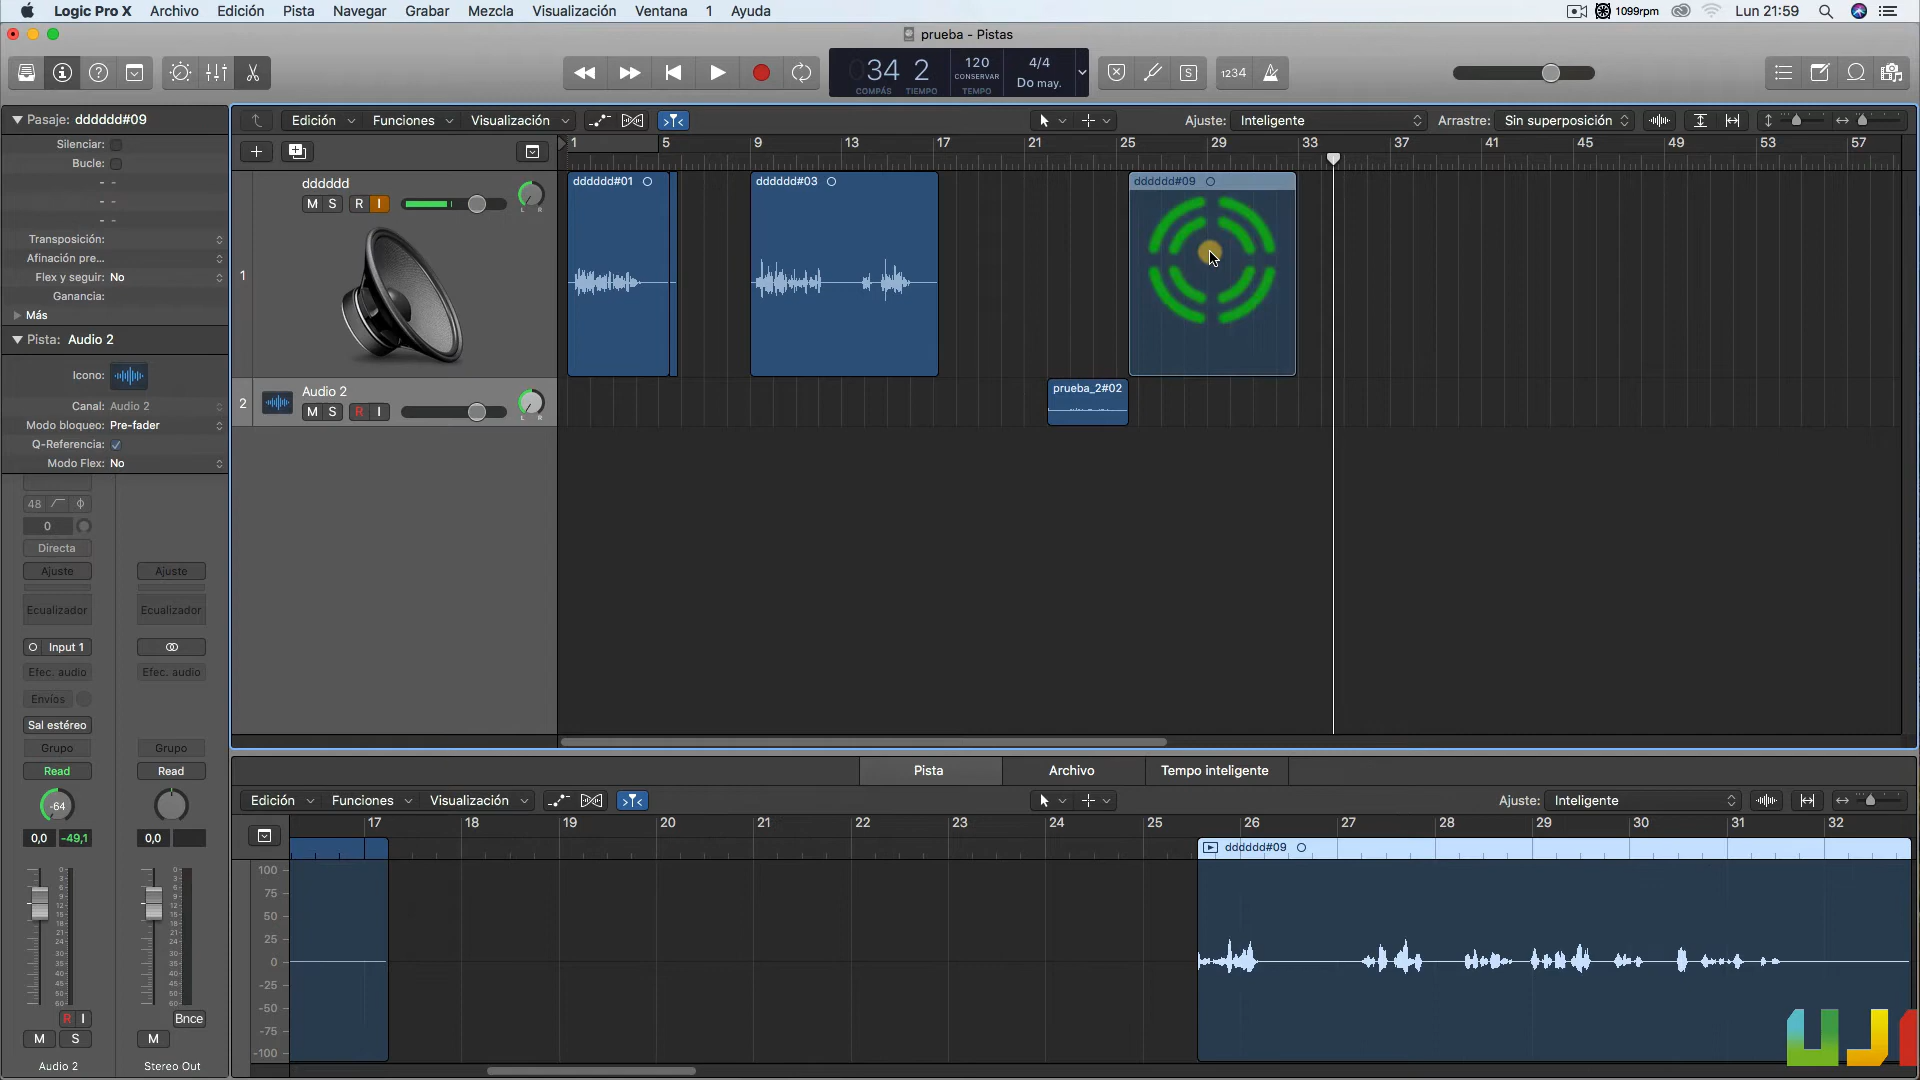 Logic Pro X Archivo Edición Pista Navegar Grabar Mezcla Visualización Ventana 1 Ayuda 1099rpm Lun 21:59
prueba - Pistas
34 2 120 4/4
CONSERVAR Do may.
COMPÁS TIEMPO TEMPO
1234
Pasaje: dddddd#09
Silenciar:
Bucle:
Transposición:
Afinación pre...
Flex y seguir: No
Ganancia:
Más
Pista: Audio 2
Icono:
Canal: Audio 2
Modo bloqueo: Pre-fader
Q-Referencia:
Modo Flex: No
Edición Funciones Visualización Ajuste: Inteligente Arrastre: Sin superposición
1 5 9 13 17 21 25 29 33 37 41 45 49 53 57
dddddd
M S R I
1
L R
dddddd#01 dddddd#03 dddddd#09
2
Audio 2
M S R I
L R
prueba_2#02
48
0
Directa
Ajuste Ajuste
Ecualizador Ecualizador
Input 1
Efec. audio Efec. audio
Envíos
Sal estéreo
Grupo Grupo
Read Read
-64
0,0 -49,1 0,0
R I Bnce
M S M
Audio 2 Stereo Out
Pista Archivo Tempo inteligente
Edición Funciones Visualización Ajuste: Inteligente
17 18 19 20 21 22 23 24 25 26 27 28 29 30 31 32
dddddd#09
100
75
50
25
0
-25
-50
-75
-100